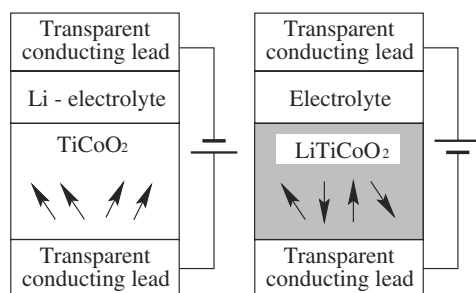 Transparent
conducting lead
Li - electrolyte
TiCoO₂
Transparent
conducting lead
Transparent
conducting lead
Electrolyte
LiTiCoO₂
Transparent
conducting lead